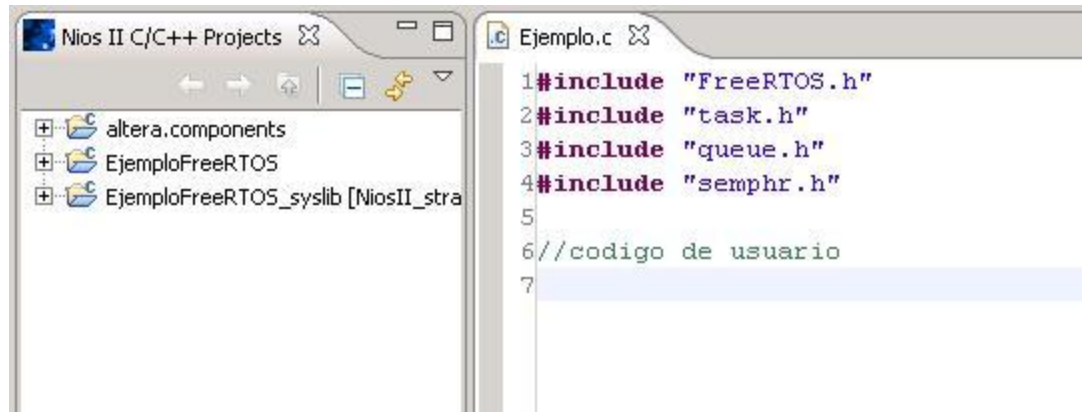 Nios II C/C++ Projects
altera.components
EjemploFreeRTOS
EjemploFreeRTOS_syslib [NiosII_stra
Ejemplo.c
1#include "FreeRTOS.h"
2#include "task.h"
3#include "queue.h"
4#include "semphr.h"
5
6//codigo de usuario
7